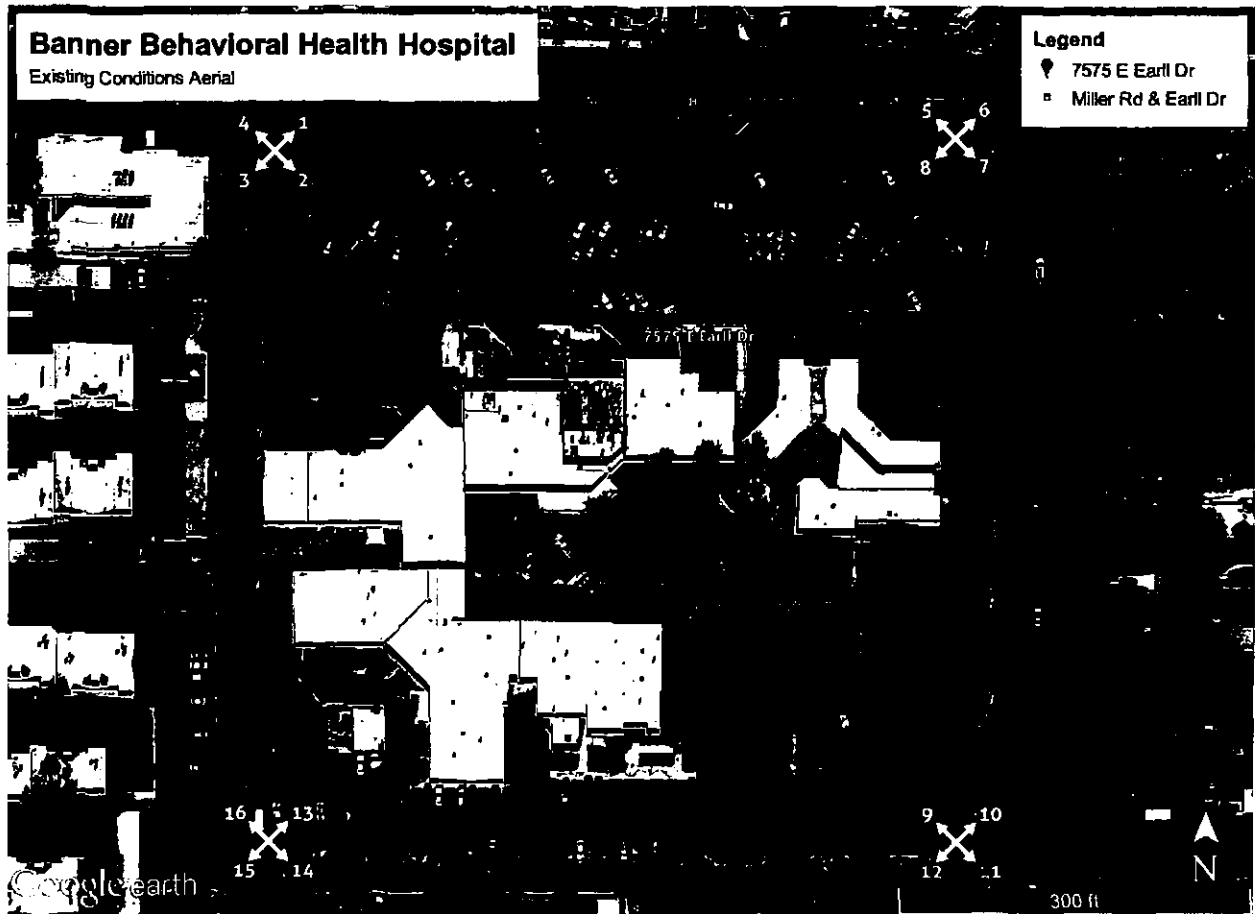 Banner Behavioral Health Hospital
Existing Conditions Aerial
Legend
7575 E Earll Dr
Miller Rd & Earll Dr
4 1
3 2
5 6
8 7
7575 E Earll Dr
16 13
15 14
9 10
12 11
N
Google earth
300 ft